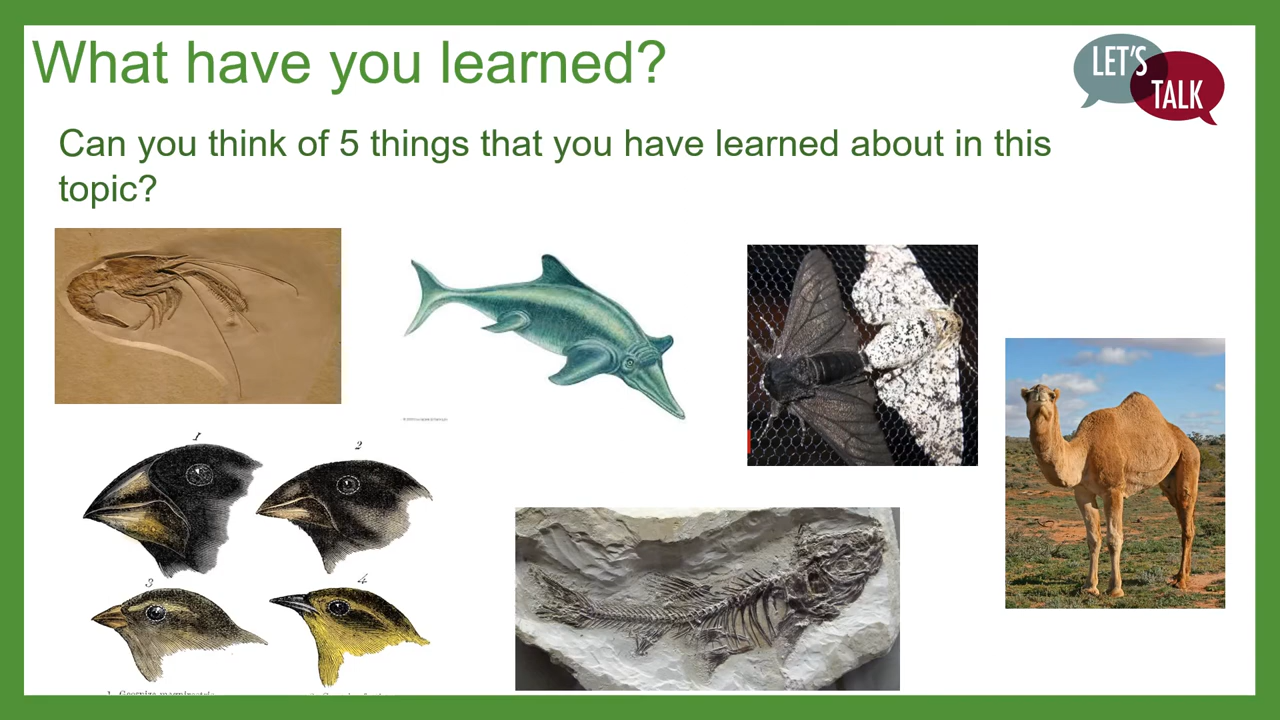 What have you learned?
LET'S
TALK
Can you think of 5 things that you have learned about in this
topic?
1
2
3
4